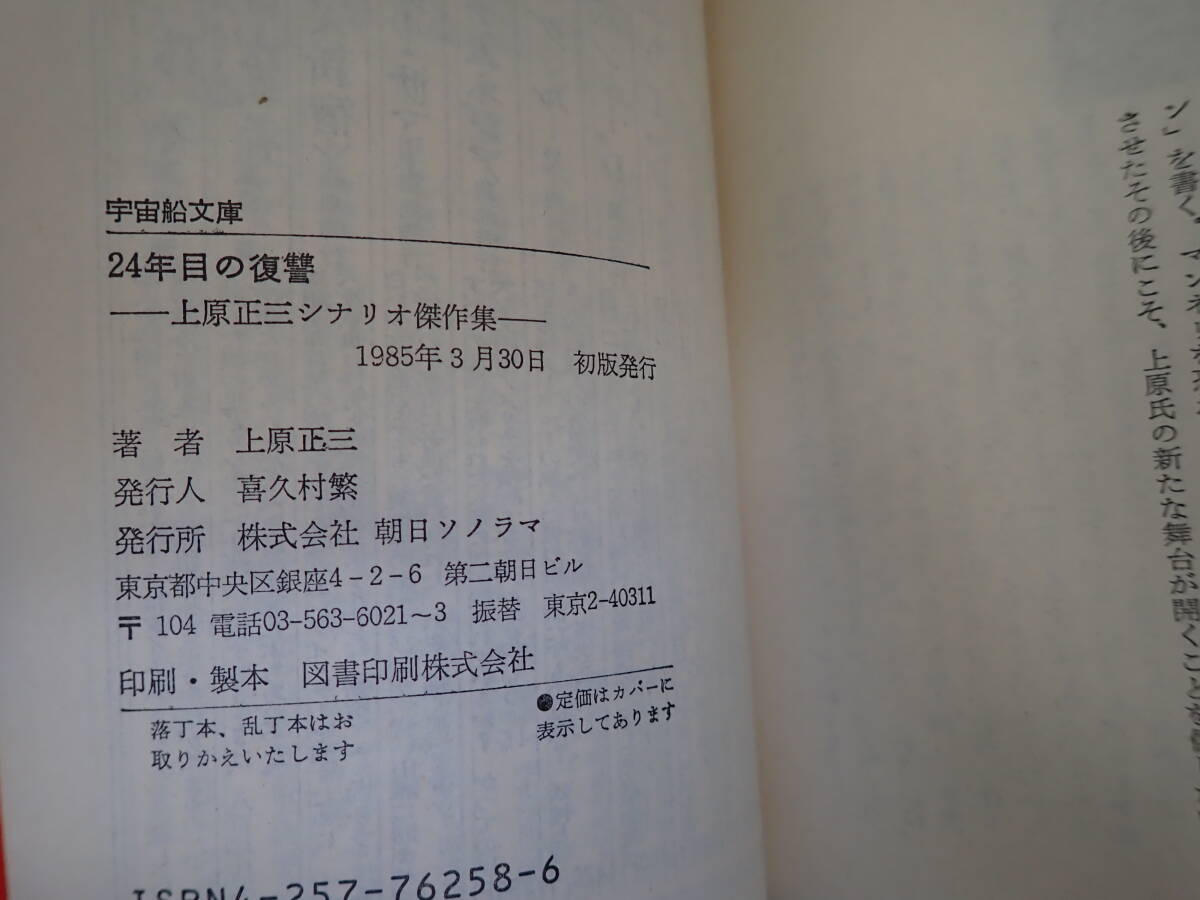 宇宙船文庫
24年目の復讐
——上原正三シナリオ傑作集——
1985年3月30日 初版発行
著 者 上原正三
発行人 喜久村繁
発行所 株式会社 朝日ソノラマ
東京都中央区銀座4-2-6 第二朝日ビル
〒 104 電話03-563-6021～3 振替 東京2-40311
印刷・製本 図書印刷株式会社
落丁本、乱丁本はお
取りかえいたします
●定価はカバーに
表示してあります
ISBN4-257-76258-6
ン」を書く。マン
させたその後にこそ、上原氏の新たな舞台が開くことを